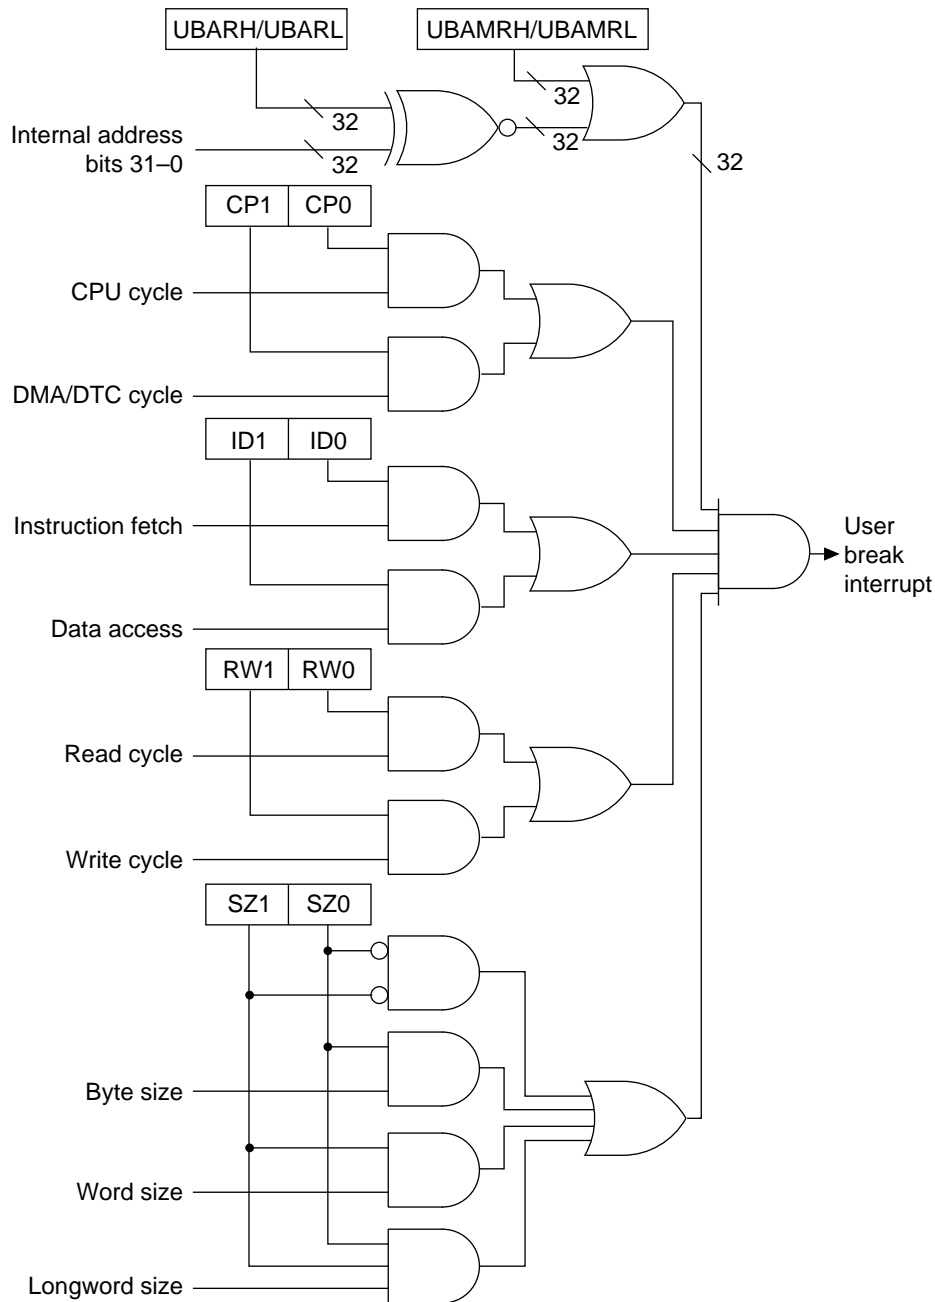 UBARH/UBARL
UBAMRH/UBAMRL
32
32
32
32
32
Internal address
bits 31–0
CP1
CP0
CPU cycle
DMA/DTC cycle
ID1
ID0
Instruction fetch
Data access
User
break
interrupt
RW1
RW0
Read cycle
Write cycle
SZ1
SZ0
Byte size
Word size
Longword size